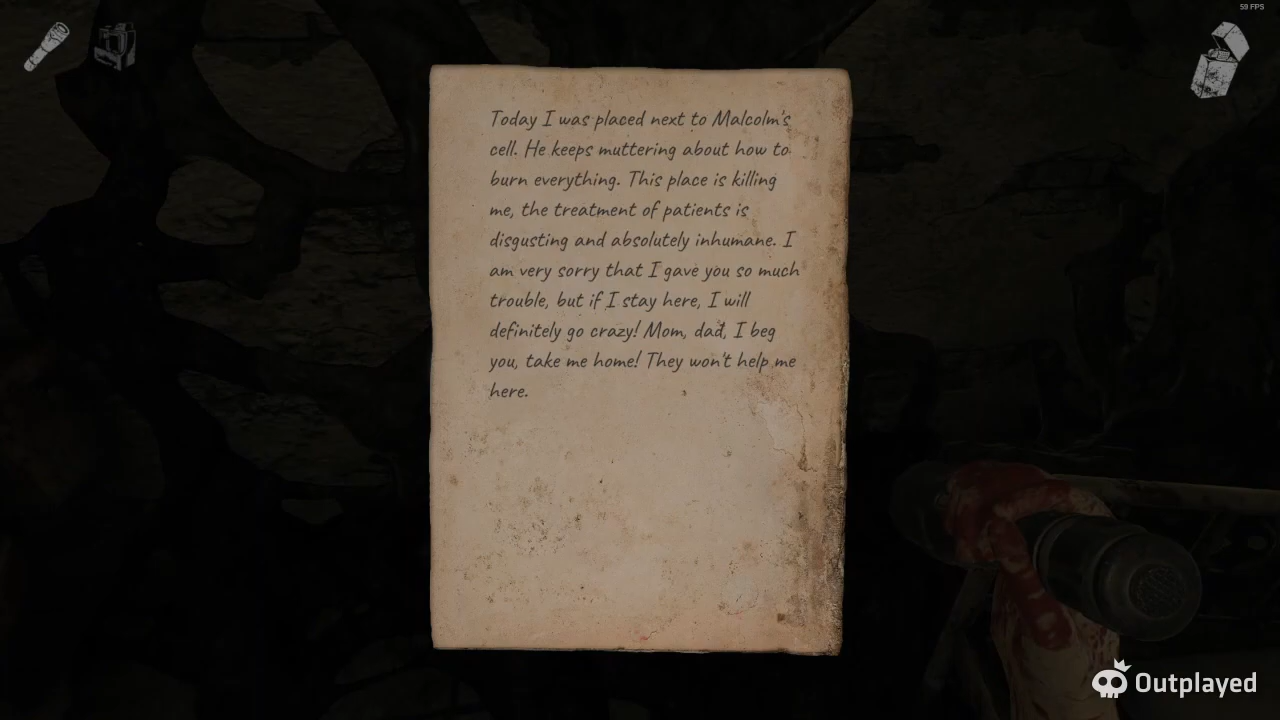 59 FPS
Today I was placed next to Malcolm's
cell. He keeps muttering about how to
burn everything. This place is killing
me, the treatment of patients is
disgusting and absolutely inhumane. I
am very sorry that I gave you so much
trouble, but if I stay here, I will
definitely go crazy! Mom, dad, I beg
you, take me home! They won't help me
here.
Outplayed